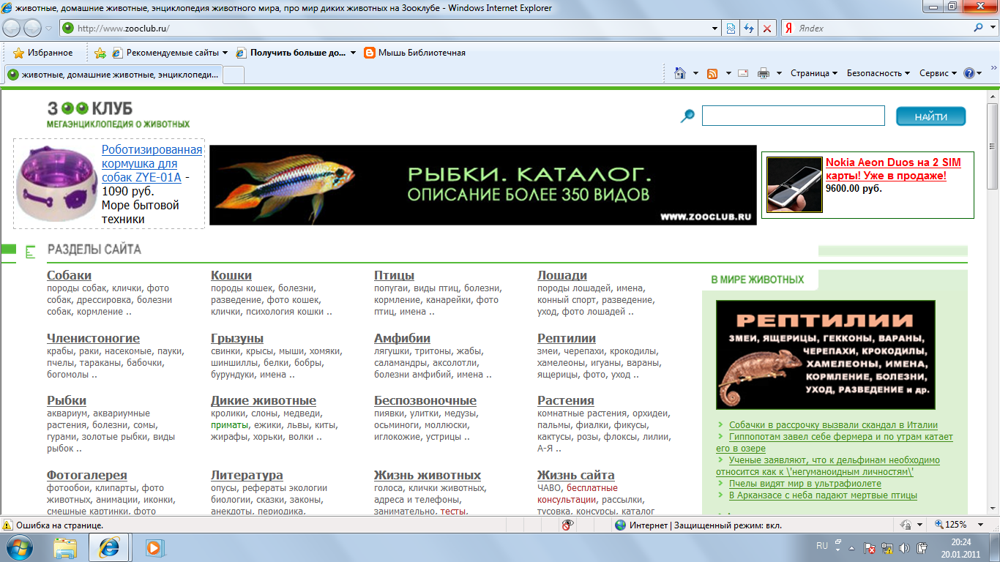 животные, домашние животные, энциклопедия животного мира, про мир диких животных на Зооклубе - Windows Internet Explorer
http://www.zooclub.ru/
Яndex
Избранное
Рекомендуемые сайты
Получить больше до...
Мышь Библиотечная
животные, домашние животные, энциклопеди...
Страница
Безопасность
Сервис
ЗОО КЛУБ
МЕГАЭНЦИКЛОПЕДИЯ О ЖИВОТНЫХ
НАЙТИ
Роботизированная
кормушка для
собак ZYE-01A -
1090 руб.
Море бытовой
техники
РЫБКИ. КАТАЛОГ.
ОПИСАНИЕ БОЛЕЕ 350 ВИДОВ
WWW.ZOOCLUB.RU
Nokia Aeon Duos на 2 SIM
карты! Уже в продаже!
9600.00 руб.
РАЗДЕЛЫ САЙТА
Собаки
породы собак, клички, фото
собак, дрессировка, болезни
собак, кормление ..
Кошки
породы кошек, болезни,
разведение, фото кошек,
клички, психология кошки ..
Птицы
попугаи, виды птиц, болезни,
кормление, канарейки, фото
птиц, имена ..
Лошади
породы лошадей, имена,
конный спорт, разведение,
уход, фото лошадей ..
Членистоногие
крабы, раки, насекомые, пауки,
пчелы, тараканы, бабочки,
богомолы ..
Грызуны
свинки, крысы, мыши, хомяки,
шиншиллы, белки, бобры,
бурундуки, имена ..
Амфибии
лягушки, тритоны, жабы,
саламандры, аксолотли,
болезни амфибий, имена ..
Рептилии
змеи, черепахи, крокодилы,
хамелеоны, игуаны, вараны,
ящерицы, фото, уход ..
Рыбки
аквариум, аквариумные
растения, болезни, сомы,
гурами, золотые рыбки, виды
рыбок ..
Дикие животные
кролики, слоны, медведи,
приматы, ежики, львы, киты,
жирафы, хорьки, волки ..
Беспозвоночные
пиявки, улитки, медузы,
осьминоги, моллюски,
иглокожие, устрицы ..
Растения
комнатные растения, орхидеи,
пальмы, фиалки, фикусы,
кактусы, розы, флоксы, лилии,
А-Я ..
Фотогалерея
фотообои, клипарты, фото
животных, анимации, иконки,
смешные картинки, фото
Литература
опусы, рефераты экологии
биологии, сказки, законы,
анекдоты, периодика,
Жизнь животных
голоса, клички животных,
адреса и телефоны,
занимательно, тесты,
Жизнь сайта
ЧАВО, бесплатные
консультации, рассылки,
тусовка, конкурсы, каталог
В МИРЕ ЖИВОТНЫХ
РЕПТИЛИИ
ЗМЕИ, ЯЩЕРИЦЫ, ГЕККОНЫ, ВАРАНЫ,
ЧЕРЕПАХИ, КРОКОДИЛЫ,
ХАМЕЛЕОНЫ, ИМЕНА,
КОРМЛЕНИЕ, БОЛЕЗНИ,
УХОД, РАЗВЕДЕНИЕ и др.
Собачки в рассрочку вызвали скандал в Италии
Гиппопотам завел себе фермера и по утрам катает
его в озере
Ученые заявляют, что к дельфинам необходимо
относится как к \'негуманоидным личностям\'
Пчелы видят мир в ультрафиолете
В Арканзасе с неба падают мертвые птицы
Ошибка на странице.
Интернет | Защищенный режим: вкл.
125%
RU
20:24
20.01.2011